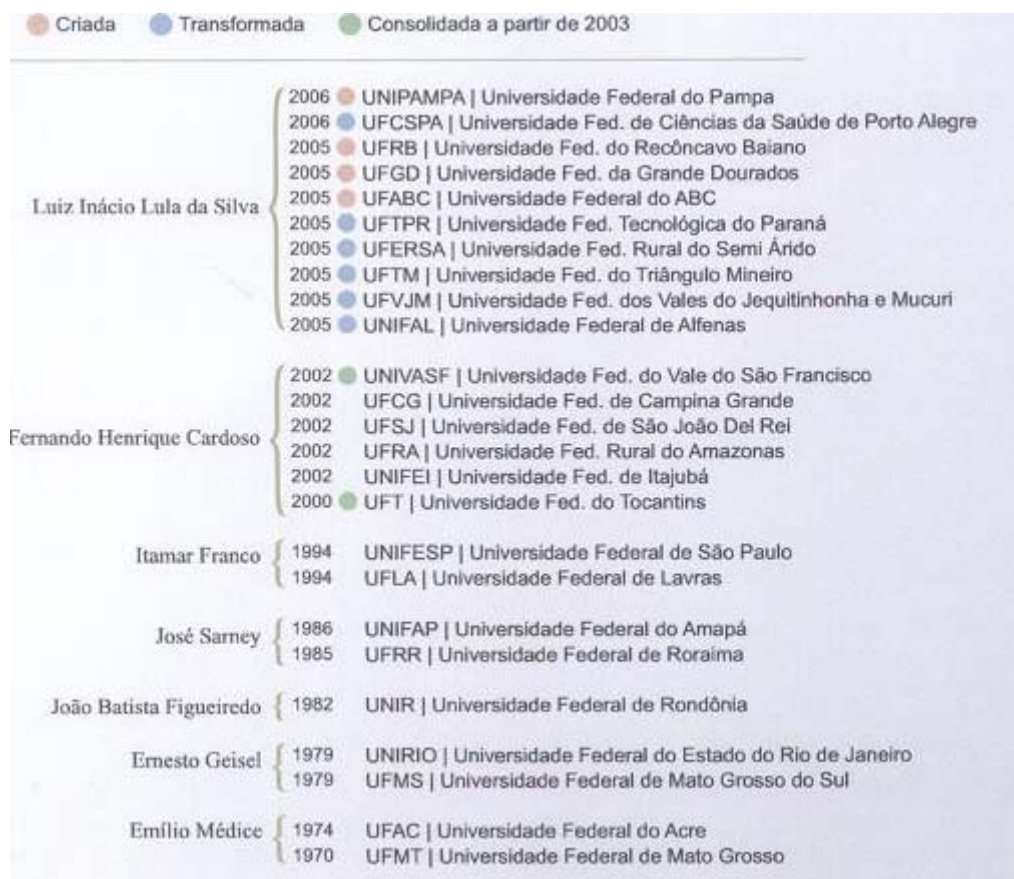 Criada Transformada Consolidada a partir de 2003
Luiz Inácio Lula da Silva
2006 UNIPAMPA | Universidade Federal do Pampa
2006 UFCSPA | Universidade Fed. de Ciências da Saúde de Porto Alegre
2005 UFRB | Universidade Fed. do Recôncavo Baiano
2005 UFGD | Universidade Fed. da Grande Dourados
2005 UFABC | Universidade Federal do ABC
2005 UFTPR | Universidade Fed. Tecnológica do Paraná
2005 UFERSA | Universidade Fed. Rural do Semi Árido
2005 UFTM | Universidade Fed. do Triângulo Mineiro
2005 UFVJM | Universidade Fed. dos Vales do Jequitinhonha e Mucuri
2005 UNIFAL | Universidade Federal de Alfenas
Fernando Henrique Cardoso
2002 UNIVASF | Universidade Fed. do Vale do São Francisco
2002 UFCG | Universidade Fed. de Campina Grande
2002 UFSJ | Universidade Fed. de São João Del Rei
2002 UFRA | Universidade Fed. Rural do Amazonas
2002 UNIFEI | Universidade Fed. de Itajubá
2000 UFT | Universidade Fed. do Tocantins
Itamar Franco
1994 UNIFESP | Universidade Federal de São Paulo
1994 UFLA | Universidade Federal de Lavras
José Sarney
1986 UNIFAP | Universidade Federal do Amapá
1985 UFRR | Universidade Federal de Roraima
João Batista Figueiredo
1982 UNIR | Universidade Federal de Rondônia
Ernesto Geisel
1979 UNIRIO | Universidade Federal do Estado do Rio de Janeiro
1979 UFMS | Universidade Federal de Mato Grosso do Sul
Emílio Médice
1974 UFAC | Universidade Federal do Acre
1970 UFMT | Universidade Federal de Mato Grosso